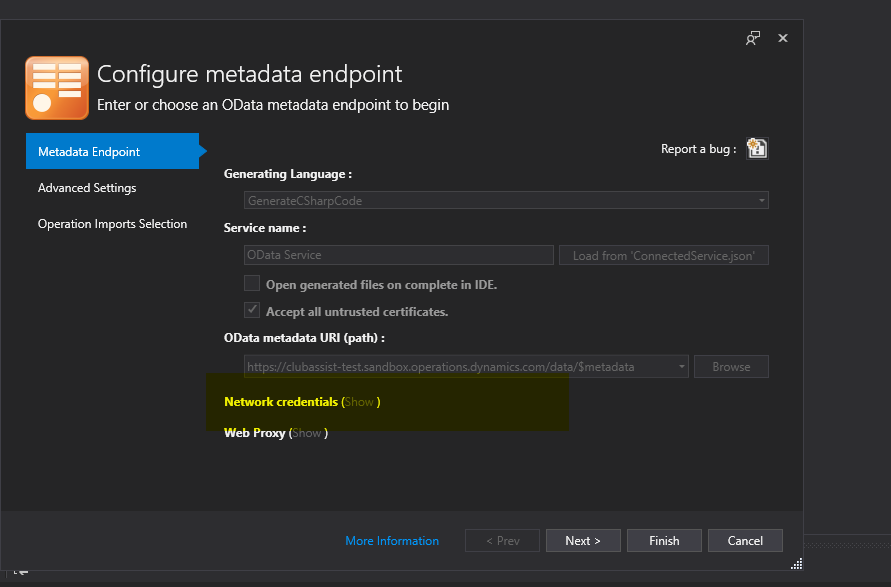 Configure metadata endpoint
Enter or choose an OData metadata endpoint to begin
Metadata Endpoint
Advanced Settings
Operation Imports Selection
Report a bug :
Generating Language :
GenerateCSharpCode
Service name :
OData Service
Load from 'ConnectedService.json'
Open generated files on complete in IDE.
Accept all untrusted certificates.
OData metadata URI (path) :
https://clubassist-test.sandbox.operations.dynamics.com/data/$metadata
Browse
Network credentials (Show )
Web Proxy (Show )
More Information
< Prev
Next >
Finish
Cancel